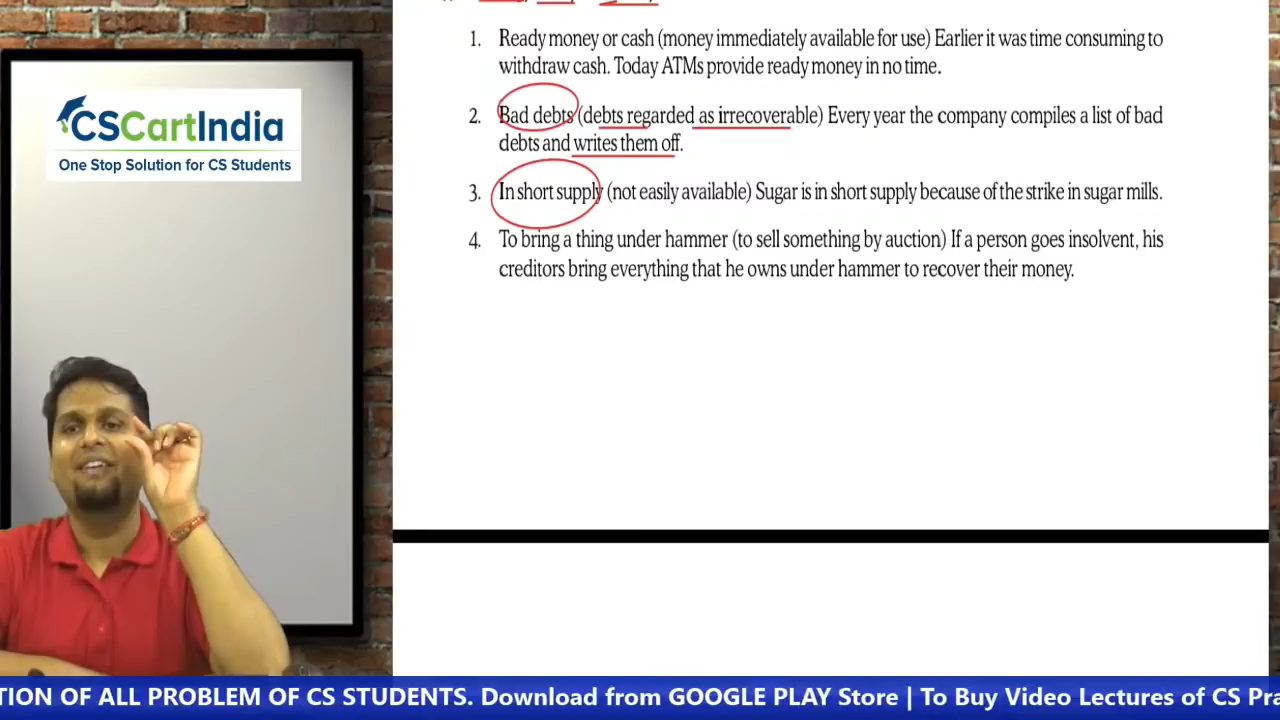 CSCartIndia
One Stop Solution for CS Students
1. Ready money or cash (money immediately available for use) Earlier it was time consuming to
withdraw cash. Today ATMs provide ready money in no time.
2. Bad debts (debts regarded as irrecoverable) Every year the company compiles a list of bad
debts and writes them off.
3. In short supply (not easily available) Sugar is in short supply because of the strike in sugar mills.
4. To bring a thing under hammer (to sell something by auction) If a person goes insolvent, his
creditors bring everything that he owns under hammer to recover their money.
TION OF ALL PROBLEM OF CS STUDENTS. Download from GOOGLE PLAY Store | To Buy Video Lectures of CS Pra